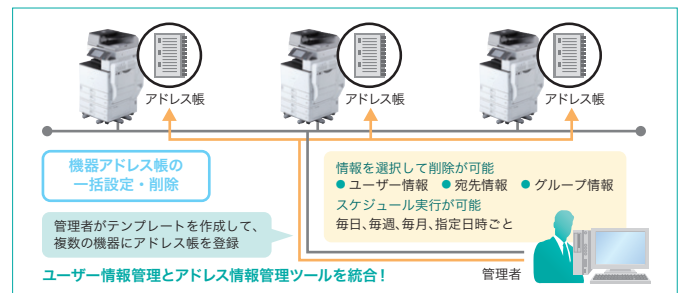 アドレス帳
アドレス帳
アドレス帳
機器アドレス帳の
一括設定・削除
情報を選択して削除が可能
● ユーザー情報 ● 宛先情報 ● グループ情報
スケジュール実行が可能
毎日、毎週、毎月、指定日時ごと
管理者がテンプレートを作成して、
複数の機器にアドレス帳を登録
ユーザー情報管理とアドレス情報管理ツールを統合！
管理者